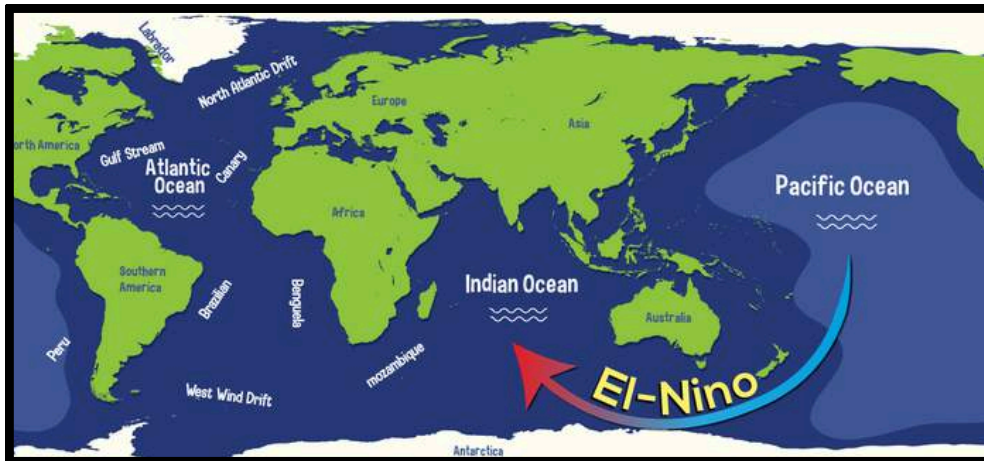 Labrador
North Atlantic Drift
Europe
Asia
orth America
Gulf Stream
Atlantic
Ocean
Canary
Pacific Ocean
Africa
Southern
America
Brazilian
Benguela
Indian Ocean
Australia
Peru
mozambique
El-Nino
West Wind Drift
Antarctica